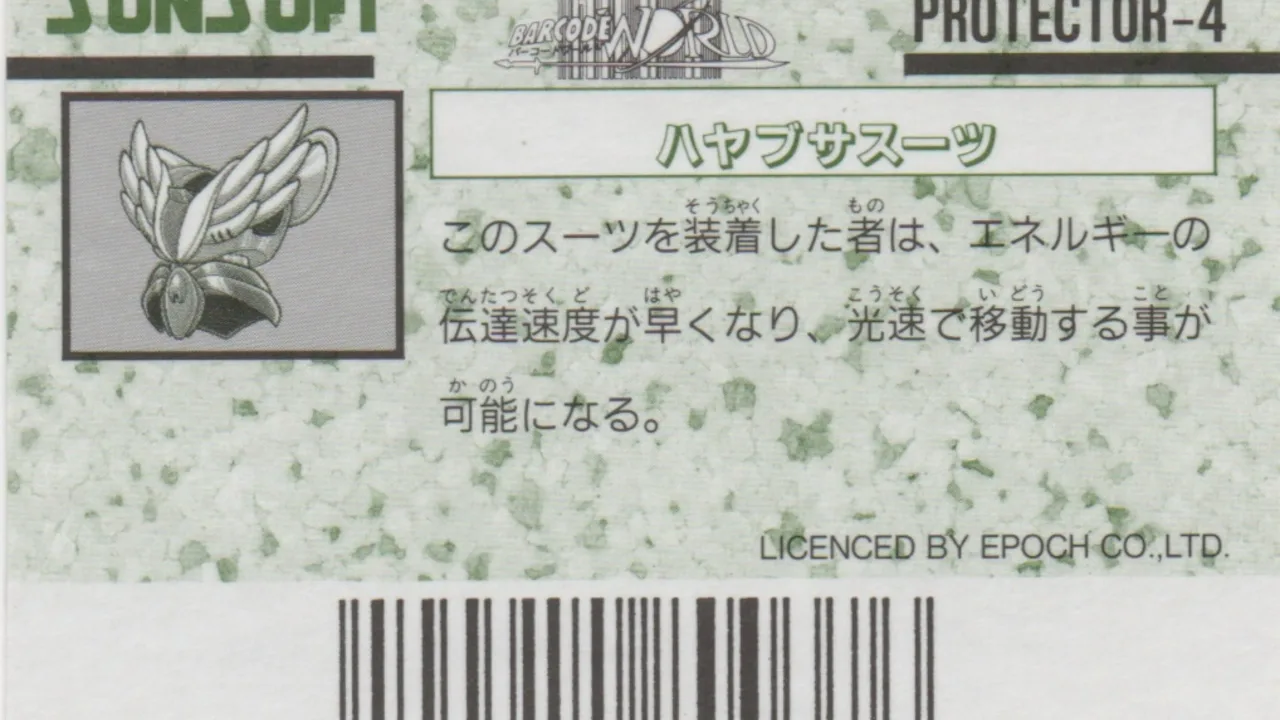 SUNSOFT
BARCODE WORLD
バーコードワールド
PROTECTOR-4
ハヤブサスーツ
そうちゃく もの
このスーツを装着した者は、エネルギーの
でんたつそくど はや こうそく いどう こと
伝達速度が早くなり、光速で移動する事が
かのう
可能になる。
LICENCED BY EPOCH CO.,LTD.